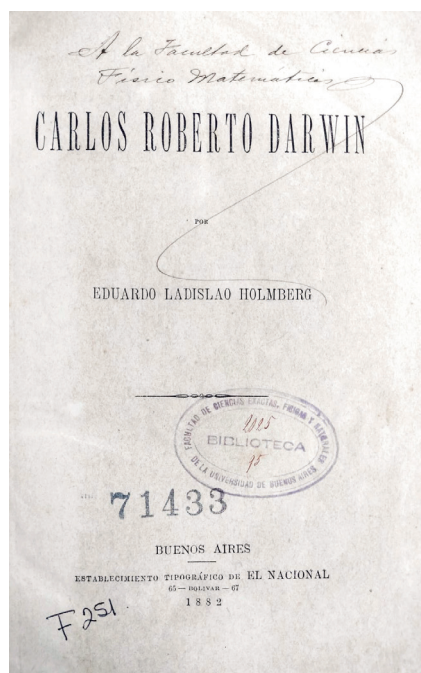 A la Facultad de Ciencias
Físico Matemáticas
CARLOS ROBERTO DARWIN
POR
EDUARDO LADISLAO HOLMBERG
FACULTAD DE CIENCIAS EXACTAS, FISICAS Y NATURALES
BIBLIOTECA
DE LA UNIVERSIDAD DE BUENOS AIRES
71433
BUENOS AIRES
ESTABLECIMIENTO TIPOGRÁFICO DE EL NACIONAL
65 — BOLIVAR — 67
1882
F 251.